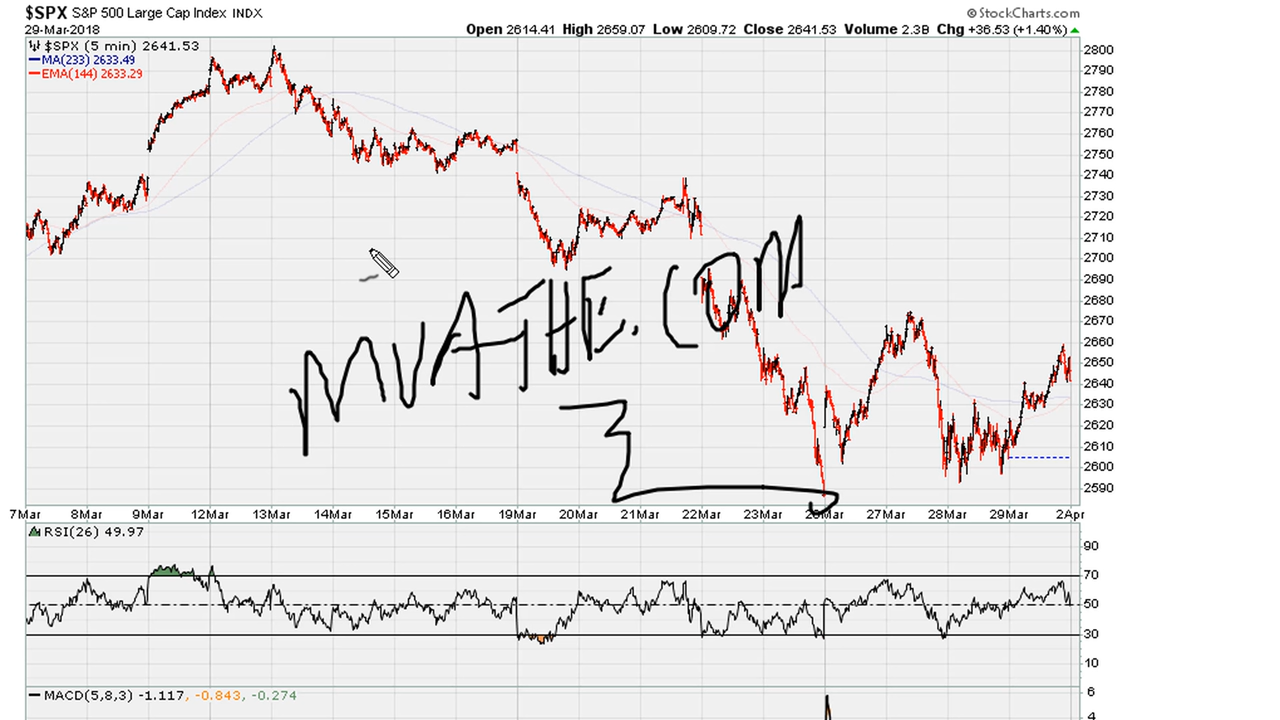 $SPX S&P 500 Large Cap Index INDX
© StockCharts.com
29-Mar-2018
Open 2614.41 High 2659.07 Low 2609.72 Close 2641.53 Volume 2.3B Chg +36.53 (+1.40%)
$SPX (5 min) 2641.53
MA(233) 2633.49
EMA(144) 2633.29
2800
2790
2780
2770
2760
2750
2740
2730
2720
2710
2700
2690
2680
2670
2660
2650
2640
2630
2620
2610
2600
2590
MVATHE.COM
3
7Mar 8Mar 9Mar 12Mar 13Mar 14Mar 15Mar 16Mar 19Mar 20Mar 21Mar 22Mar 23Mar 26Mar 27Mar 28Mar 29Mar 2Apr
RSI(26) 49.97
90
70
50
30
10
MACD(5,8,3) -1.117, -0.843, -0.274
6
4